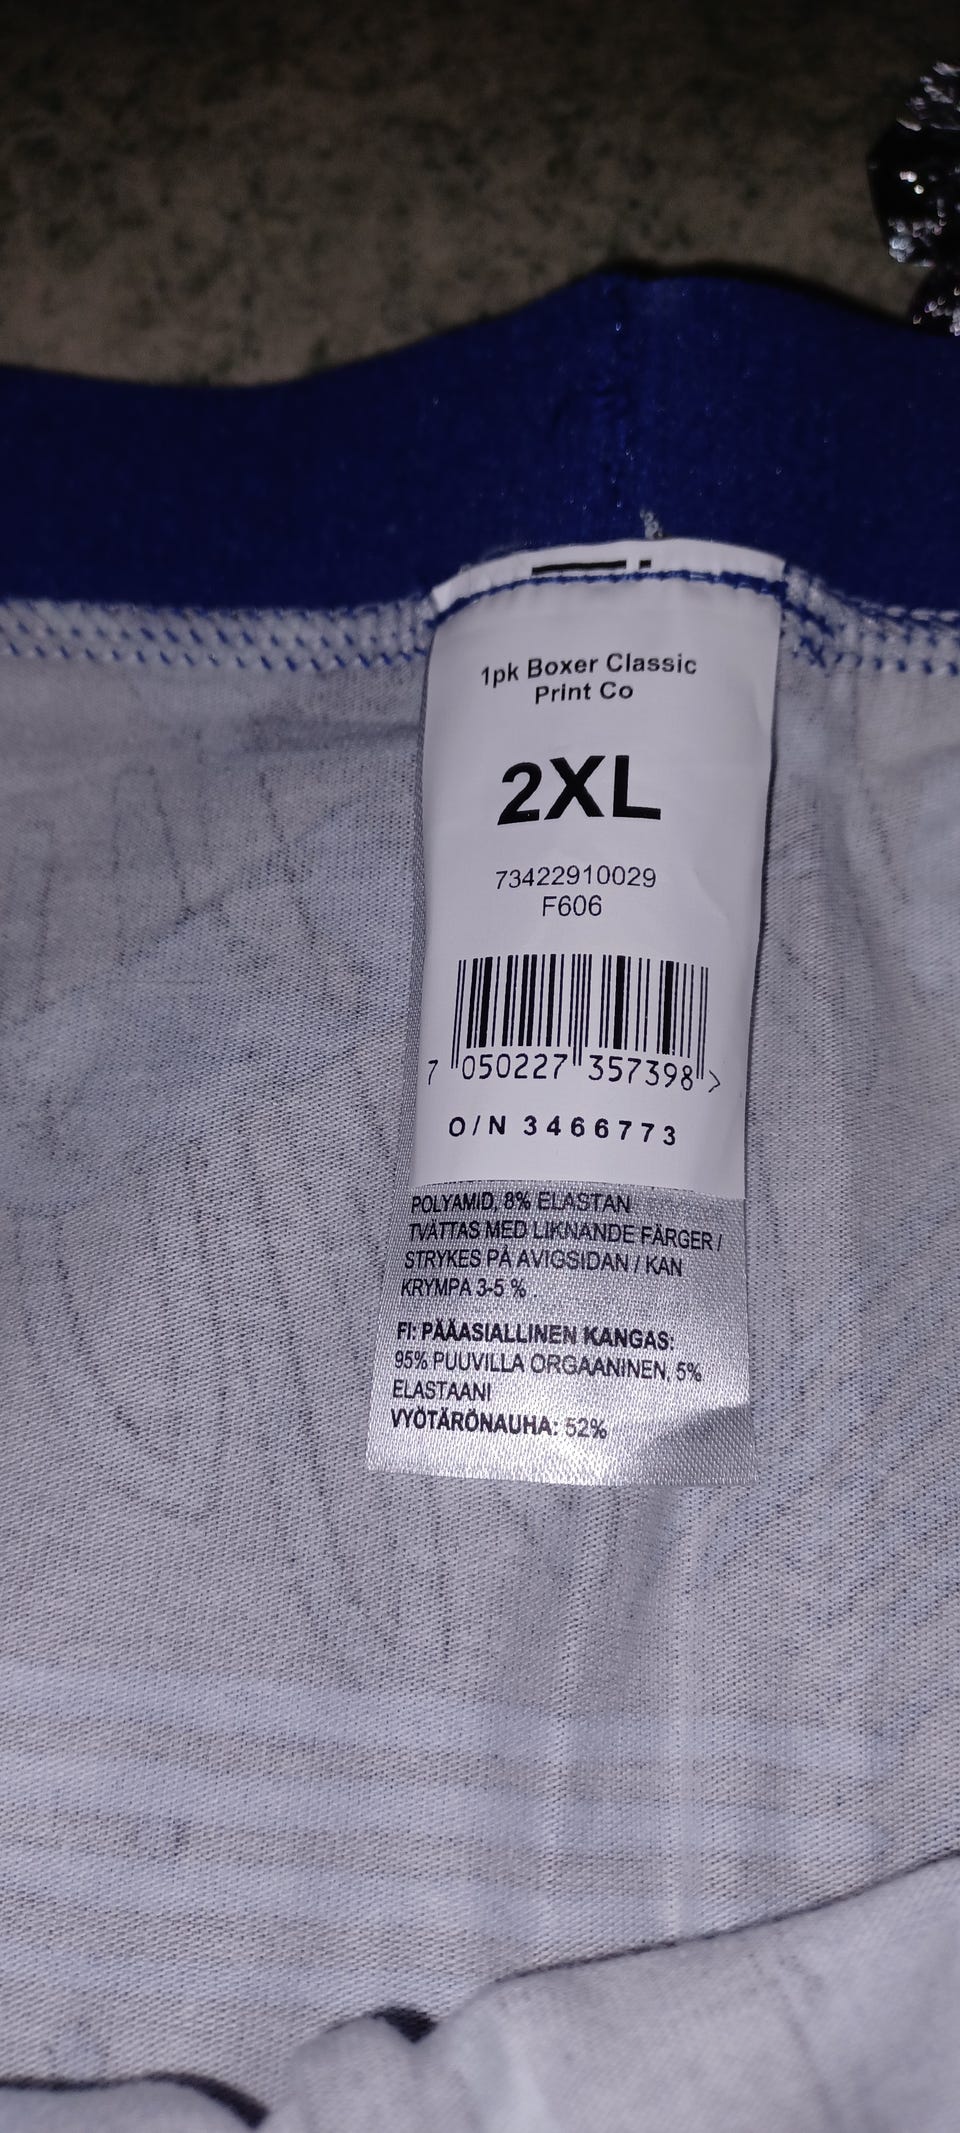 1pk Boxer Classic
Print Co
2XL
73422910029
F606
7 050227 357398 >
O/N 3466773
POLYAMID, 8% ELASTAN
TVÄTTAS MED LIKNANDE FÄRGER /
STRYKES PÅ AVIGSIDAN / KAN
KRYMPA 3-5 % .
FI: PÄÄASIALLINEN KANGAS:
95% PUUVILLA ORGAANINEN, 5%
ELASTAANI
VYÖTÄRÖNAUHA: 52%